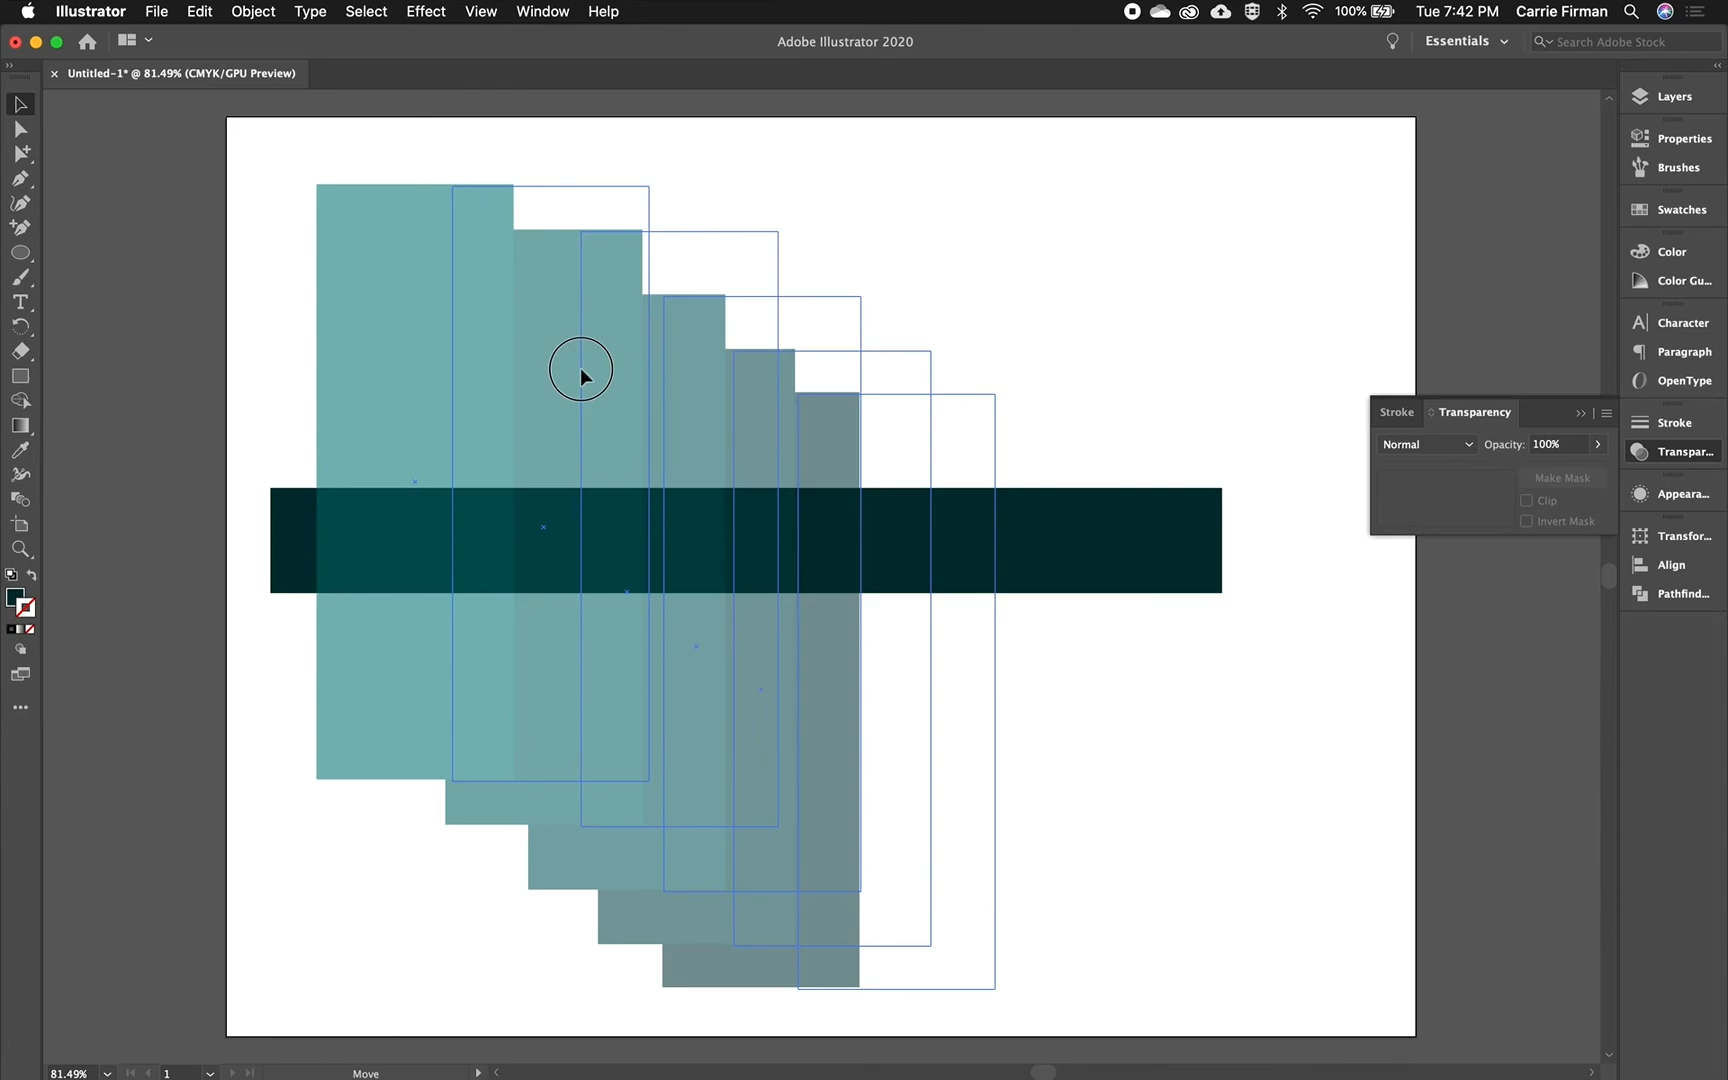 Illustrator File Edit Object Type Select Effect View Window Help 100% Tue 7:42 PM Carrie Firman
Adobe Illustrator 2020 Essentials Search Adobe Stock
Untitled-1* @ 81.49% (CMYK/GPU Preview)
Layers
Properties
Brushes
Swatches
Color
Color Gu...
Character
Paragraph
OpenType
Stroke Transparency
Stroke
Normal Opacity: 100%
Transpar...
Make Mask
Clip
Invert Mask
Appeara...
Transfor...
Align
Pathfind...
81.49% 1 Move